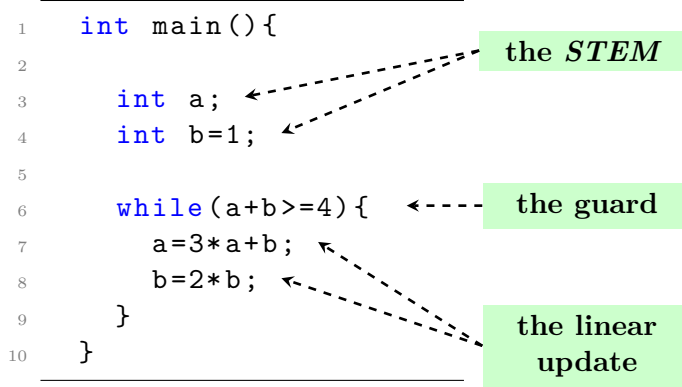 1 int main(){
2
3 int a;
4 int b=1;
5
6 while(a+b>=4){
7 a=3*a+b;
8 b=2*b;
9 }
10 }
the STEM
the guard
the linear
update